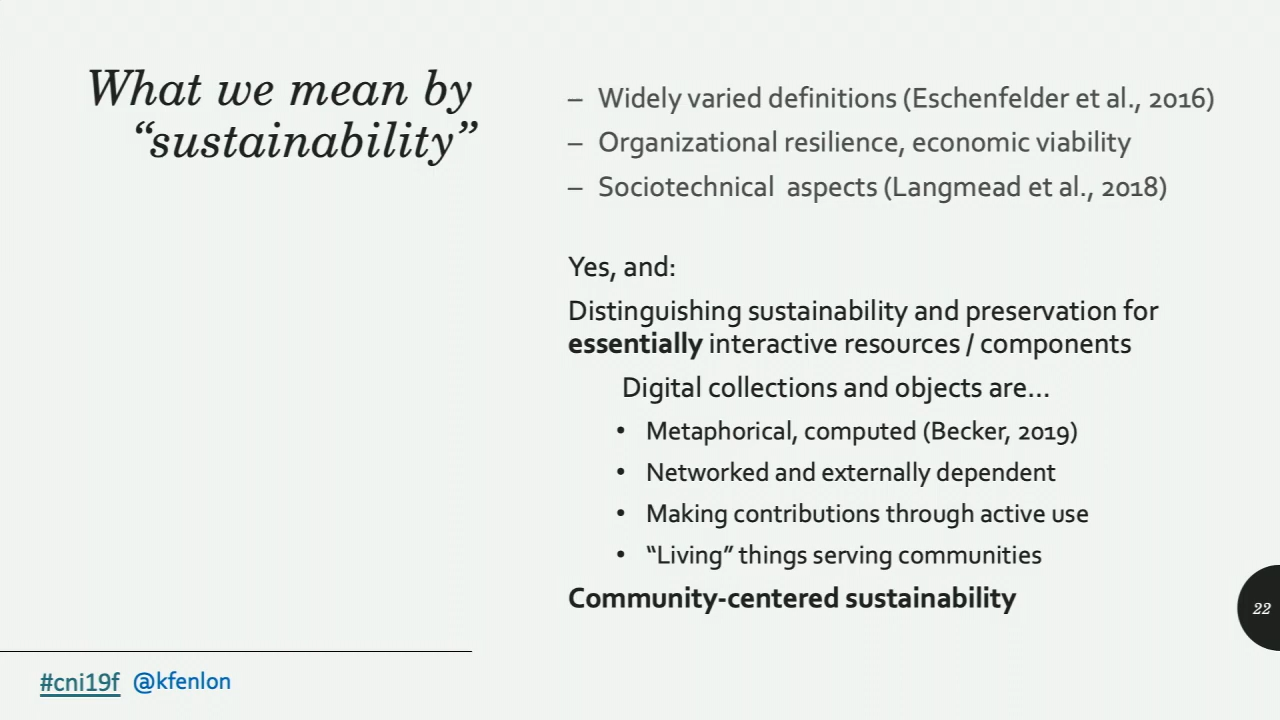 What we mean by
“sustainability”
– Widely varied definitions (Eschenfelder et al., 2016)
– Organizational resilience, economic viability
– Sociotechnical aspects (Langmead et al., 2018)
Yes, and:
Distinguishing sustainability and preservation for
essentially interactive resources / components
Digital collections and objects are…
• Metaphorical, computed (Becker, 2019)
• Networked and externally dependent
• Making contributions through active use
• “Living” things serving communities
Community-centered sustainability
22
#cni19f @kfenlon